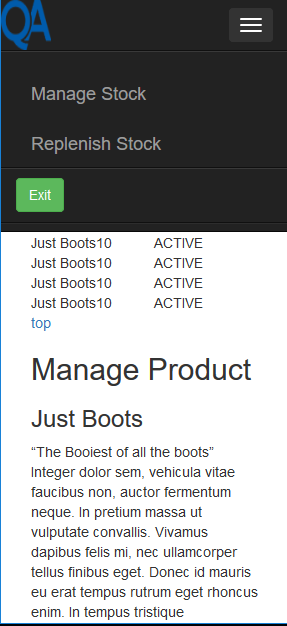 QA
Manage Stock
Replenish Stock
Exit
Just Boots10 ACTIVE
Just Boots10 ACTIVE
Just Boots10 ACTIVE
Just Boots10 ACTIVE
top
Manage Product
Just Boots
“The Booiest of all the boots”
Integer dolor sem, vehicula vitae
faucibus non, auctor fermentum
neque. In pretium massa ut
vulputate convallis. Vivamus
dapibus felis mi, nec ullamcorper
tellus finibus eget. Donec id mauris
eu erat tempus rutrum eget rhoncus
enim. In tempus tristique